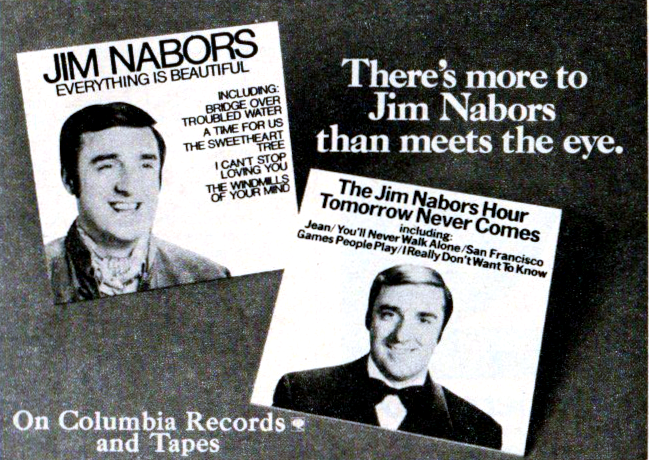 JIM NABORS
EVERYTHING IS BEAUTIFUL
INCLUDING:
BRIDGE OVER
TROUBLED WATER
A TIME FOR US
THE SWEETHEART
TREE
I CAN'T STOP
LOVING YOU
THE WINDMILLS
OF YOUR MIND
There's more to
Jim Nabors
than meets the eye.
The Jim Nabors Hour
Tomorrow Never Comes
including:
Jean/You'll Never Walk Alone/San Francisco
Games People Play/I Really Don't Want To Know
On Columbia Records
and Tapes